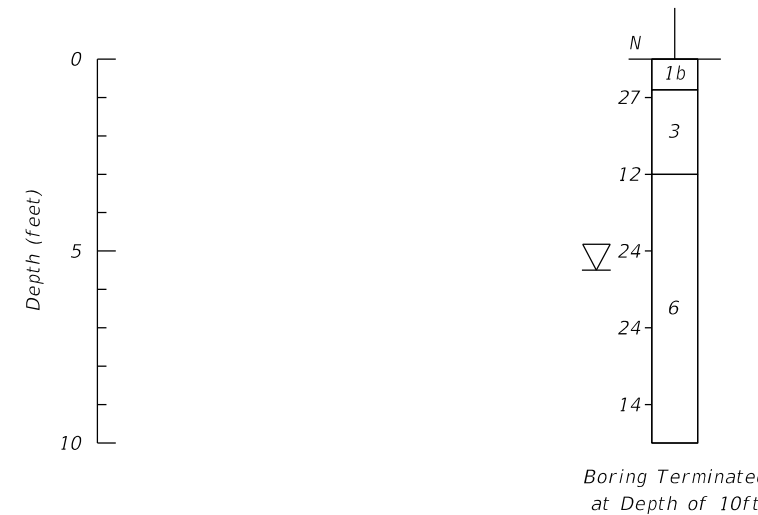 N
0
1b
27
3
12
Depth (feet)
5
24
6
24
14
10
Boring Terminated
at Depth of 10ft